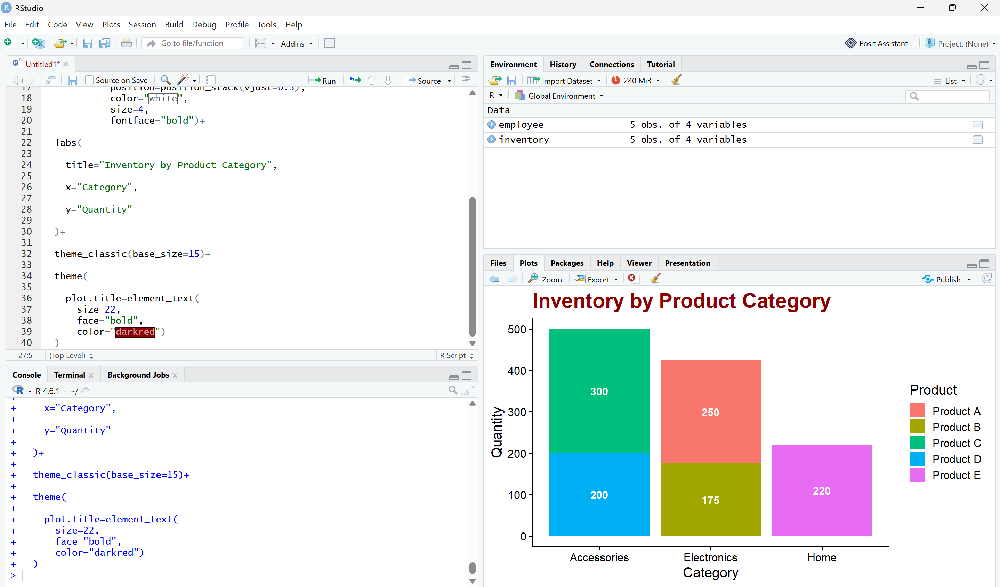 RStudio
File Edit Code View Plots Session Build Debug Profile Tools Help
Go to file/function Addins Posit Assistant Project: (None)
Untitled1*
Source on Save Run Source
17 position=position_stack(vjust=0.5),
18 color="white",
19 size=4,
20 fontface="bold")+
21
22 labs(
23
24 title="Inventory by Product Category",
25
26 x="Category",
27
28 y="Quantity"
29
30 )+
31
32 theme_classic(base_size=15)+
33
34 theme(
35
36 plot.title=element_text(
37 size=22,
38 face="bold",
39 color="darkred")
40 )
27:5 (Top Level) R Script
Console Terminal Background Jobs
R R 4.6.1 · ~/
+
+ x="Category",
+
+ y="Quantity"
+
+ )+
+
+ theme_classic(base_size=15)+
+
+ theme(
+
+ plot.title=element_text(
+ size=22,
+ face="bold",
+ color="darkred")
+ )
>
Environment History Connections Tutorial
Import Dataset 240 MiB List
R Global Environment
Data
employee 5 obs. of 4 variables
inventory 5 obs. of 4 variables
Files Plots Packages Help Viewer Presentation
Zoom Export Publish
Inventory by Product Category
500
400
300
200
100
0
Quantity
300
200
250
175
220
Accessories Electronics Home
Category
Product
Product A
Product B
Product C
Product D
Product E